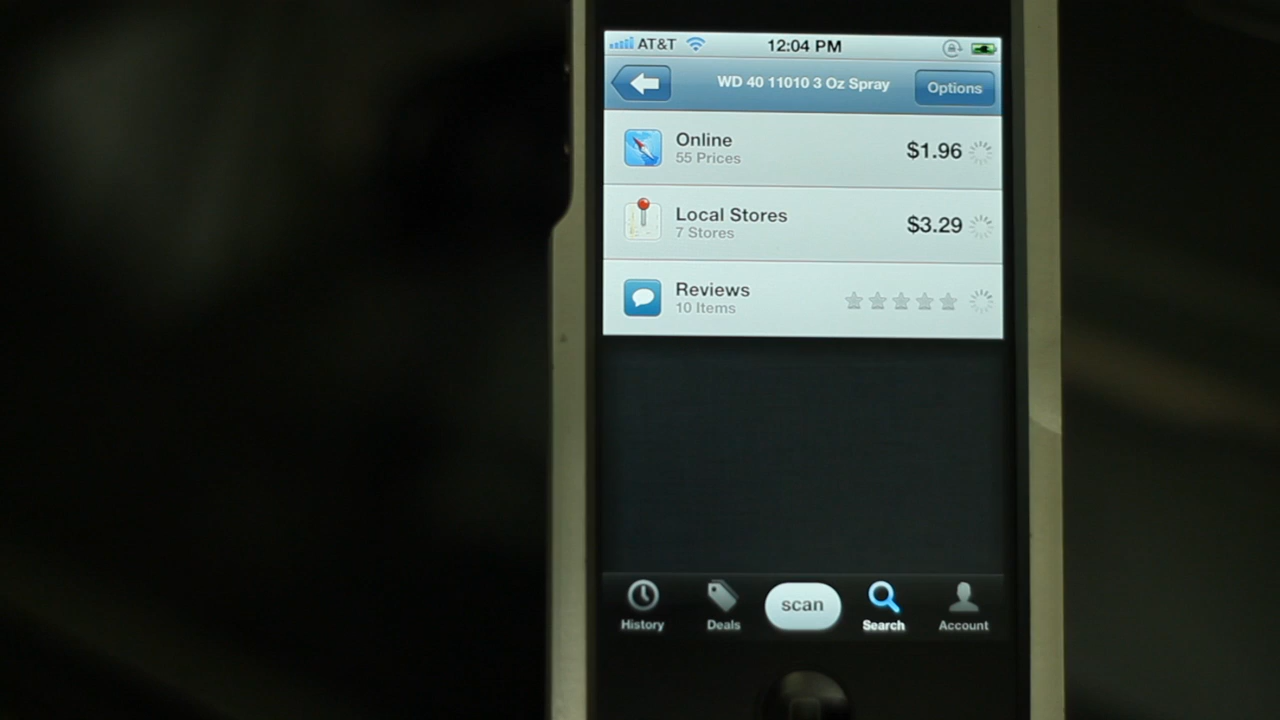 AT&T 12:04 PM
WD 40 11010 3 Oz Spray
Options
Online
55 Prices
$1.96
Local Stores
7 Stores
$3.29
Reviews
10 Items
History
Deals
scan
Search
Account